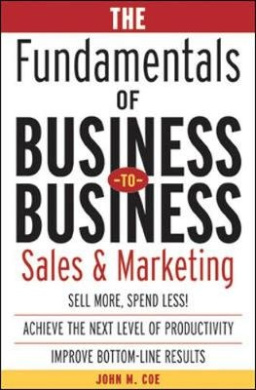 THE
Fundamentals
OF
BUSINESS
-TO-
BUSINESS
Sales & Marketing
SELL MORE, SPEND LESS!
ACHIEVE THE NEXT LEVEL OF PRODUCTIVITY
IMPROVE BOTTOM-LINE RESULTS
JOHN M. COE